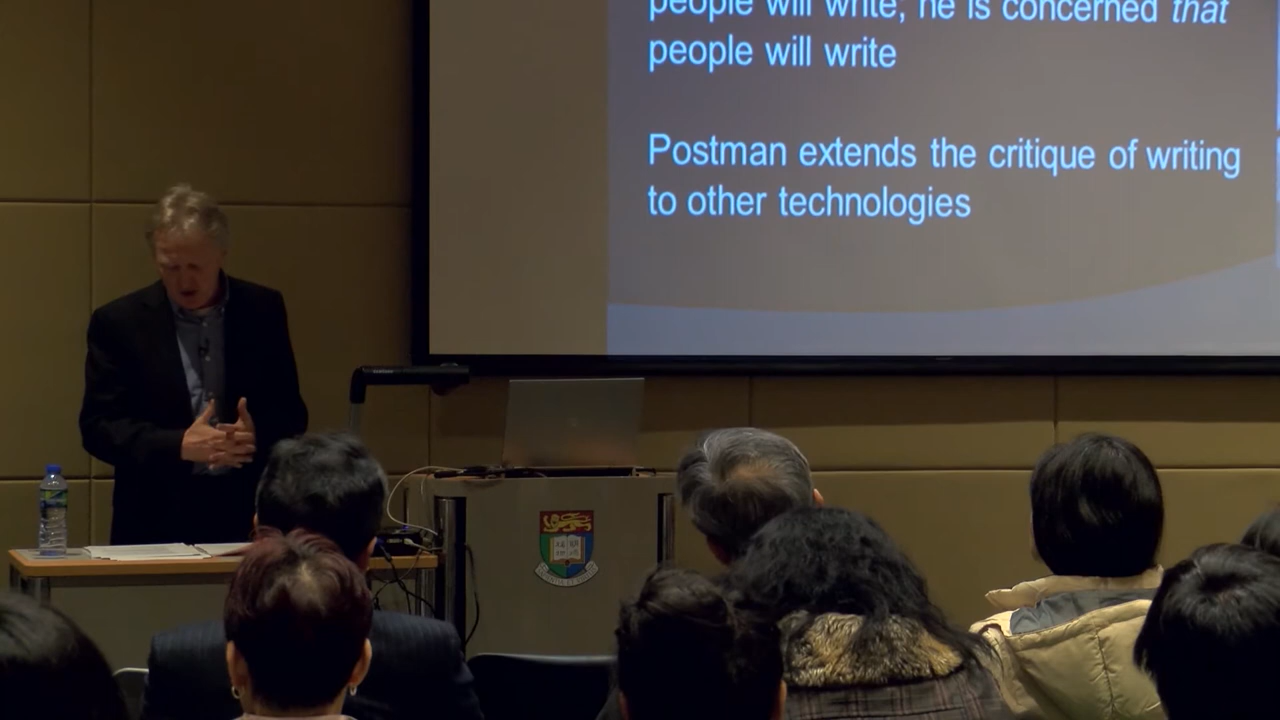 people will write; he is concerned that
people will write
Postman extends the critique of writing
to other technologies